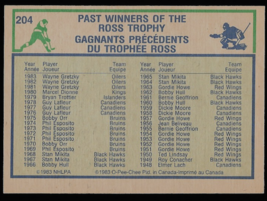 204
PAST WINNERS OF THE
ROSS TROPHY
GAGNANTS PRÉCÉDENTS
DU TROPHÉE ROSS
Year Player Team Year Player Team
Année Joueur Équipe Année Joueur Équipe
1983 Wayne Gretzky Oilers 1965 Stan Mikita Black Hawks
1982 Wayne Gretzky Oilers 1964 Stan Mikita Black Hawks
1981 Wayne Gretzky Oilers 1963 Gordie Howe Red Wings
1980 Marcel Dionne Kings 1962 Bobby Hull Black Hawks
1979 Bryan Trottier Islanders 1961 Bernie Geoffrion Canadiens
1978 Guy Lafleur Canadiens 1960 Bobby Hull Black Hawks
1977 Guy Lafleur Canadiens 1959 Dickie Moore Canadiens
1976 Guy Lafleur Canadiens 1958 Dickie Moore Canadiens
1975 Bobby Orr Bruins 1957 Gordie Howe Red Wings
1974 Phil Esposito Bruins 1956 Jean Beliveau Canadiens
1973 Phil Esposito Bruins 1955 Bernie Geoffrion Canadiens
1972 Phil Esposito Bruins 1954 Gordie Howe Red Wings
1971 Phil Esposito Bruins 1953 Gordie Howe Red Wings
1970 Bobby Orr Bruins 1952 Gordie Howe Red Wings
1969 Phil Esposito Bruins 1951 Gordie Howe Red Wings
1968 Stan Mikita Black Hawks 1950 Ted Lindsay Red Wings
1967 Stan Mikita Black Hawks 1949 Roy Conacher Black Hawks
1966 Bobby Hull Black Hawks 1948 Elmer Lach Canadiens
©1983 NHLPA ©1983 O-Pee-Chee Ptd. in Canada-Imprimé au Canada